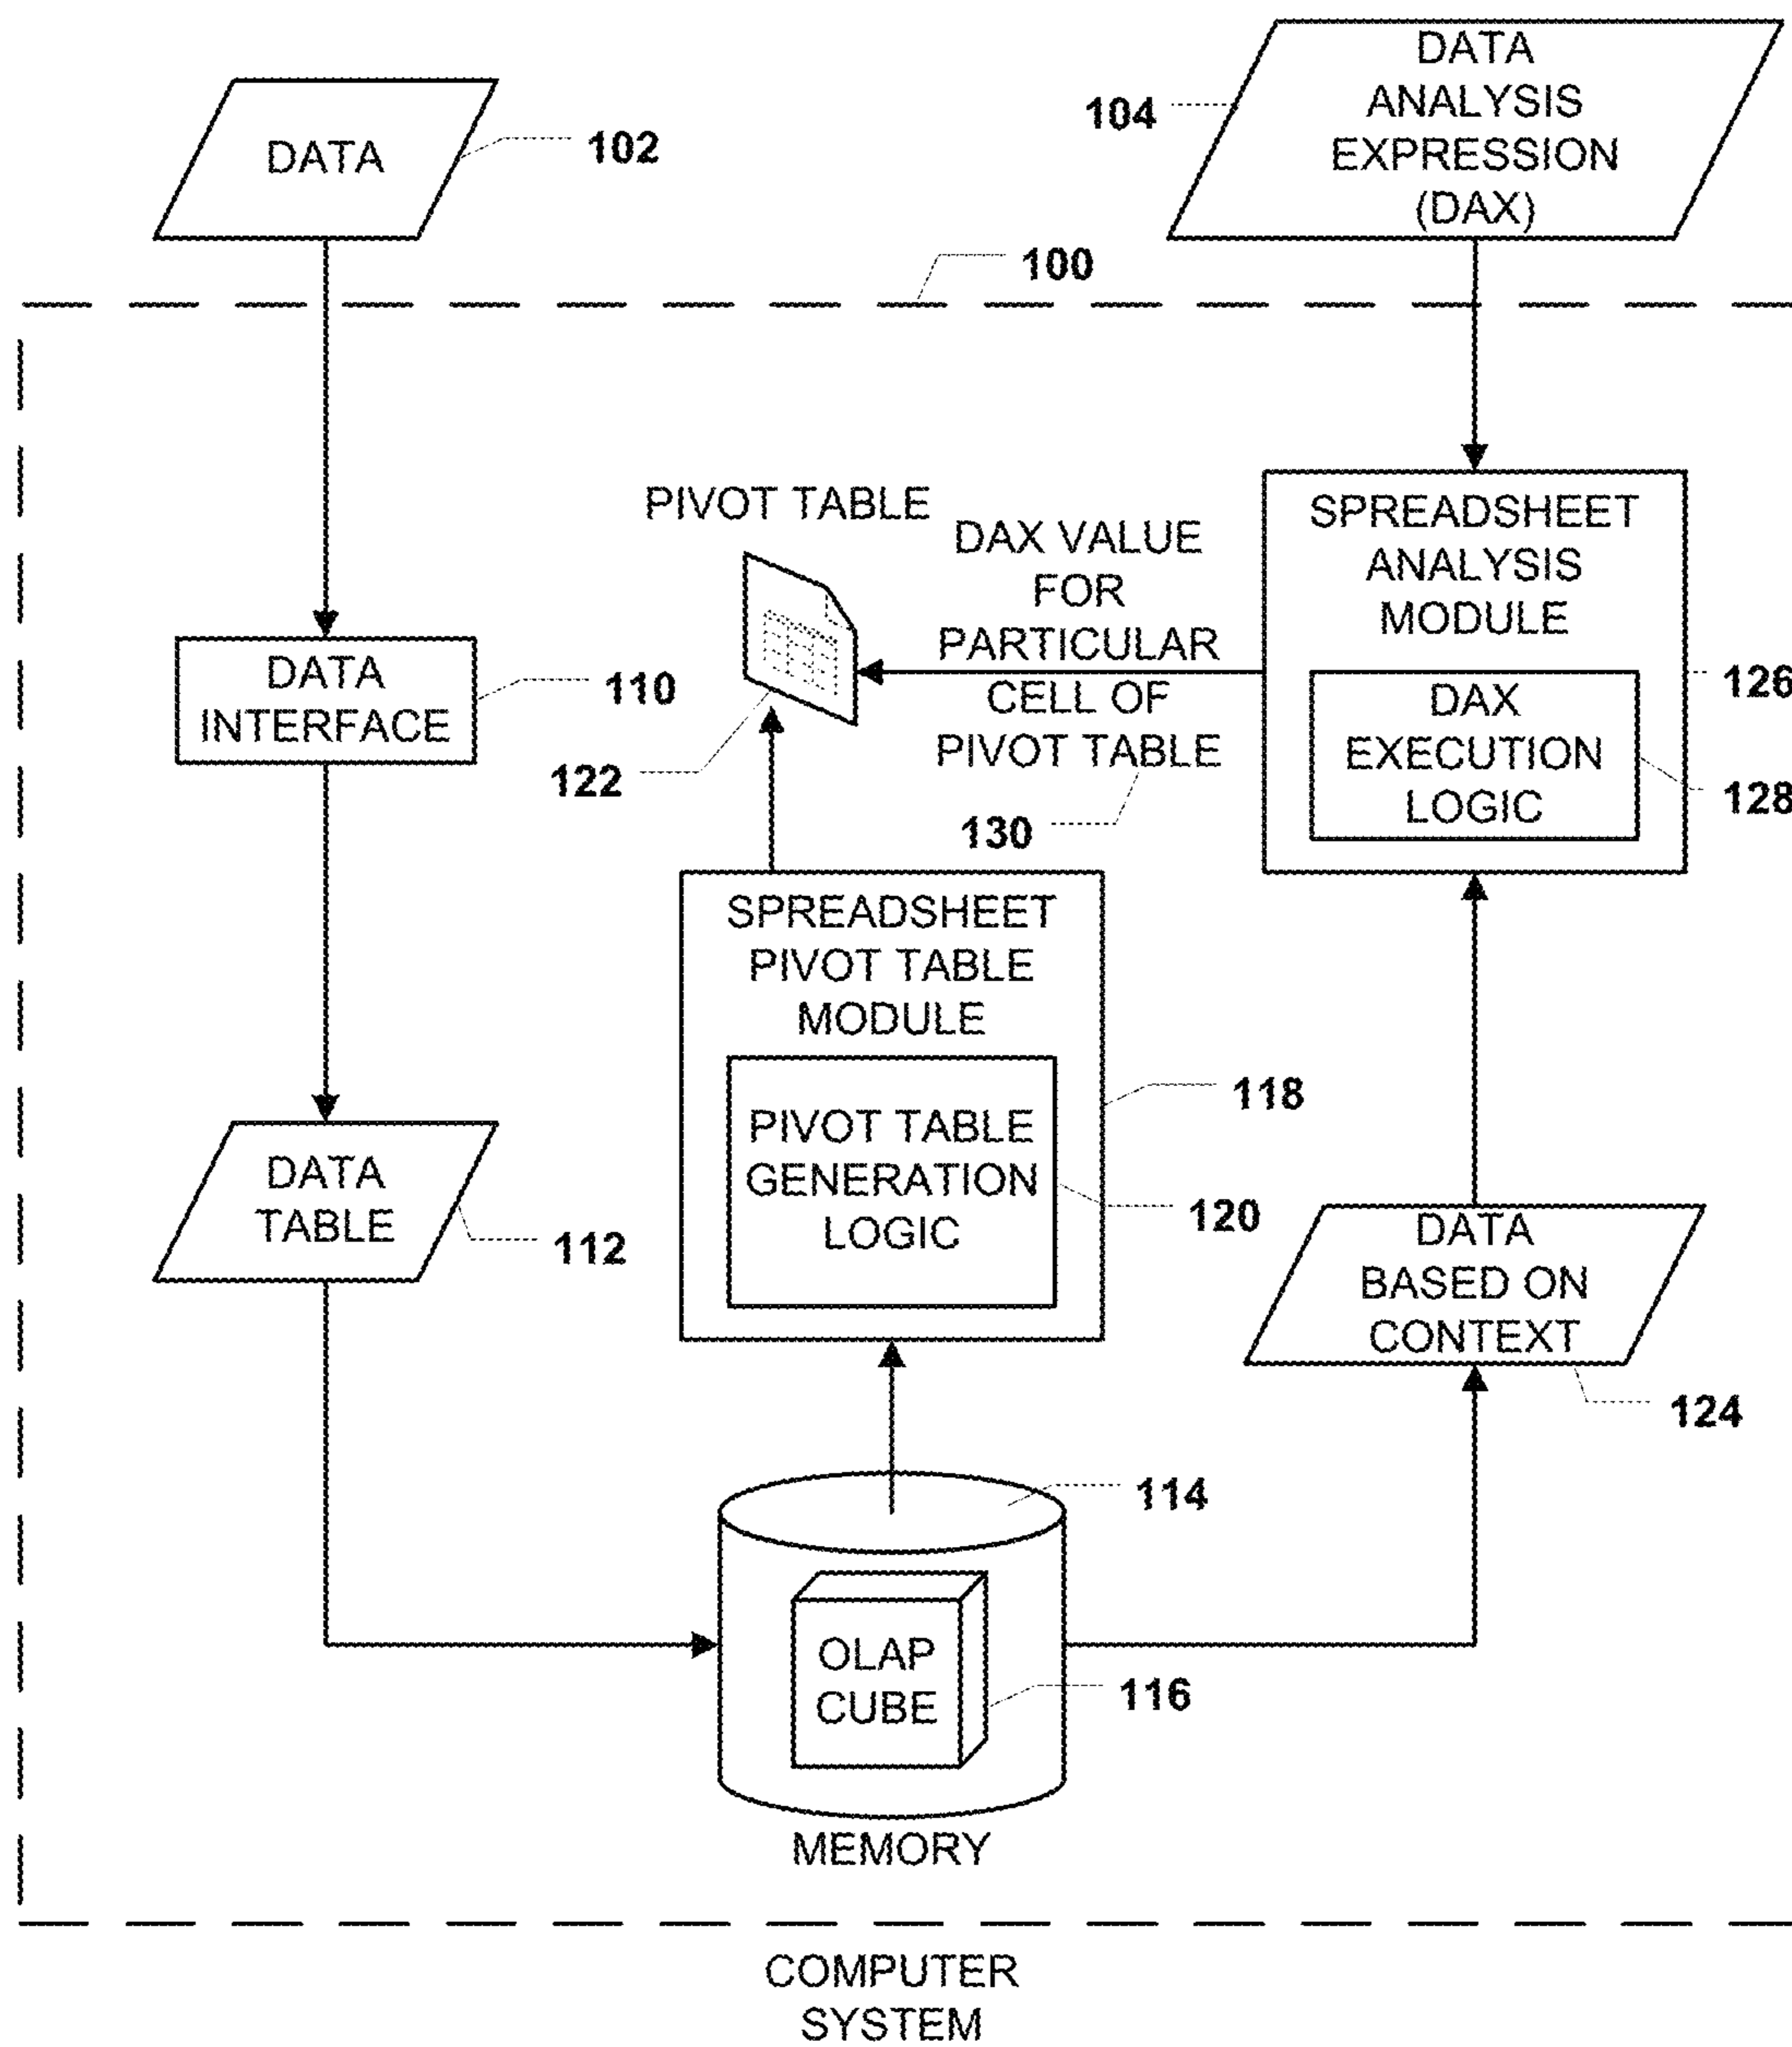 DATA
102
104
DATA
ANALYSIS
EXPRESSION
(DAX)
100
PIVOT TABLE
122
DAX VALUE
FOR
PARTICULAR
CELL OF
PIVOT TABLE
130
SPREADSHEET
ANALYSIS
MODULE
126
DAX
EXECUTION
LOGIC
128
DATA
INTERFACE
110
SPREADSHEET
PIVOT TABLE
MODULE
118
PIVOT TABLE
GENERATION
LOGIC
120
DATA
TABLE
112
DATA
BASED ON
CONTEXT
124
114
OLAP
CUBE
116
MEMORY
COMPUTER
SYSTEM